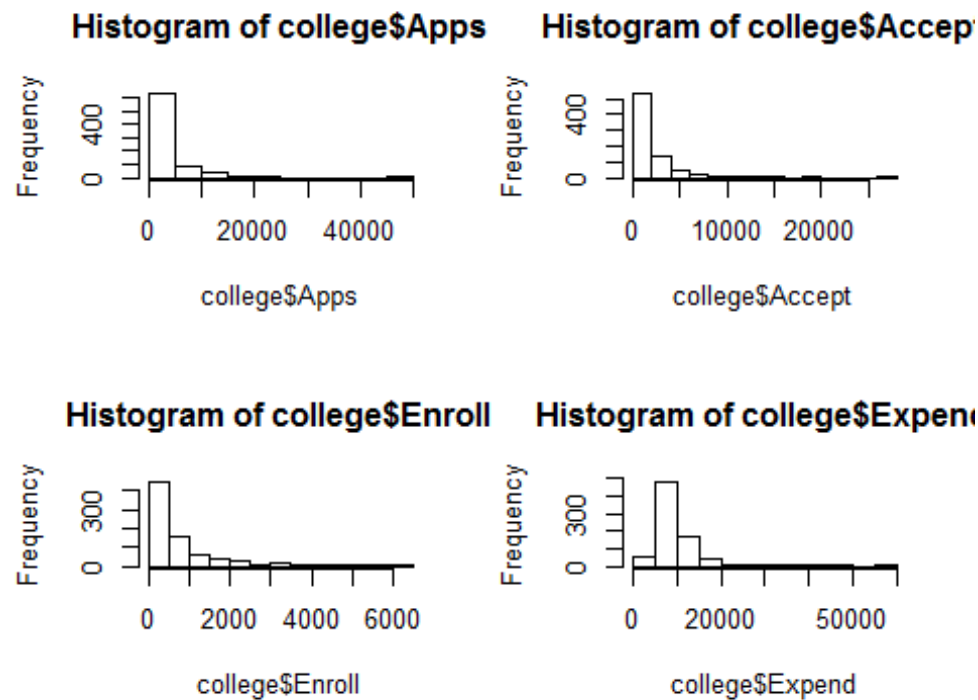 Histogram of college$Apps
Frequency
400
0
0 20000 40000
college$Apps
Histogram of college$Accept
Frequency
400
0
0 10000 20000
college$Accept
Histogram of college$Enroll
Frequency
300
0
0 2000 4000 6000
college$Enroll
Histogram of college$Expend
Frequency
300
0
0 20000 50000
college$Expend